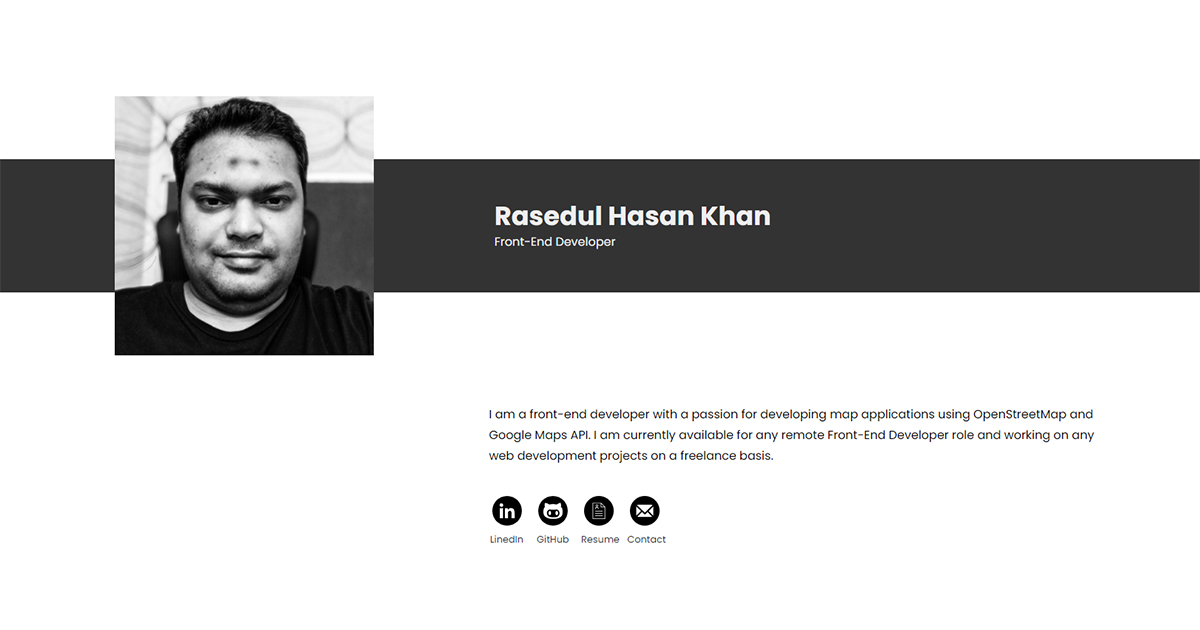 Rasedul Hasan Khan
Front-End Developer
I am a front-end developer with a passion for developing map applications using OpenStreetMap and
Google Maps API. I am currently available for any remote Front-End Developer role and working on any
web development projects on a freelance basis.
in
LinedIn GitHub Resume Contact